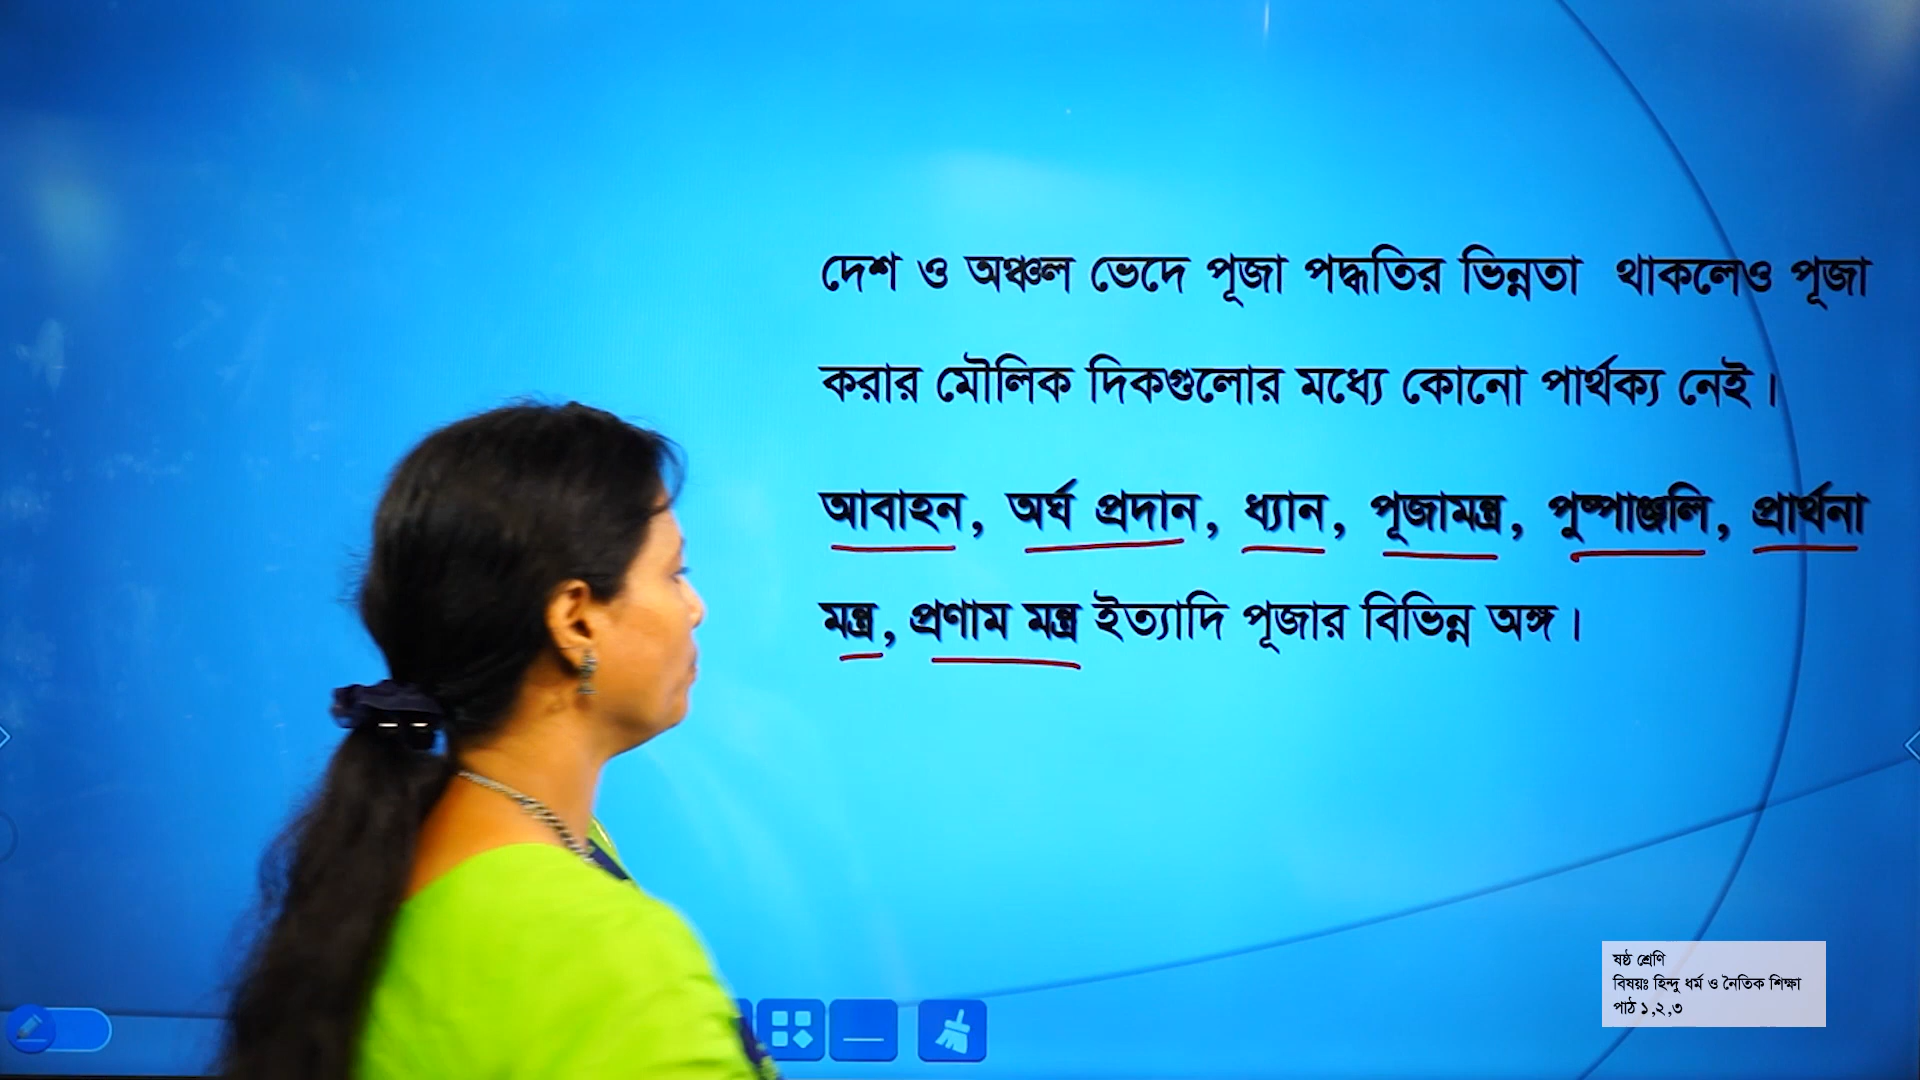 দেশ ও অঞ্চল ভেদে পূজা পদ্ধতির ভিন্নতা থাকলেও পূজা
করার মৌলিক দিকগুলোর মধ্যে কোনো পার্থক্য নেই।
আবাহন, অর্ঘ প্রদান, ধ্যান, পূজামন্ত্র, পুষ্পাঞ্জলি, প্রার্থনা
মন্ত্র, প্রণাম মন্ত্র ইত্যাদি পূজার বিভিন্ন অঙ্গ।
ষষ্ঠ শ্রেণি
বিষয়ঃ হিন্দু ধর্ম ও নৈতিক শিক্ষা
পাঠ ১,২,৩